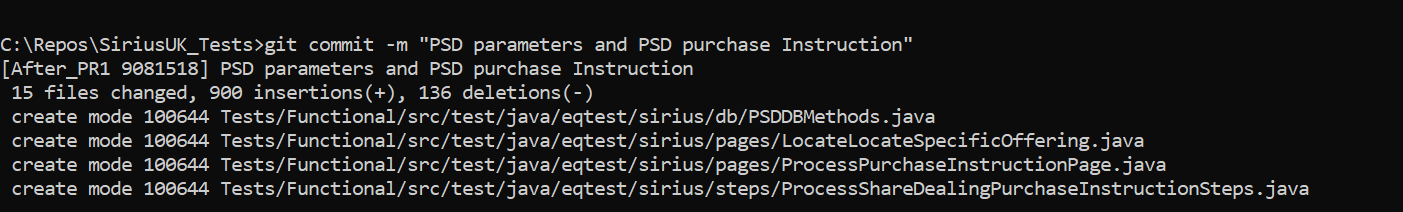 C:\Repos\SiriusUK_Tests>git commit -m "PSD parameters and PSD purchase Instruction"
[After_PR1 9081518] PSD parameters and PSD purchase Instruction
 15 files changed, 900 insertions(+), 136 deletions(-)
 create mode 100644 Tests/Functional/src/test/java/eqtest/sirius/db/PSDDBMethods.java
 create mode 100644 Tests/Functional/src/test/java/eqtest/sirius/pages/LocateLocateSpecificOffering.java
 create mode 100644 Tests/Functional/src/test/java/eqtest/sirius/pages/ProcessPurchaseInstructionPage.java
 create mode 100644 Tests/Functional/src/test/java/eqtest/sirius/steps/ProcessShareDealingPurchaseInstructionSteps.java